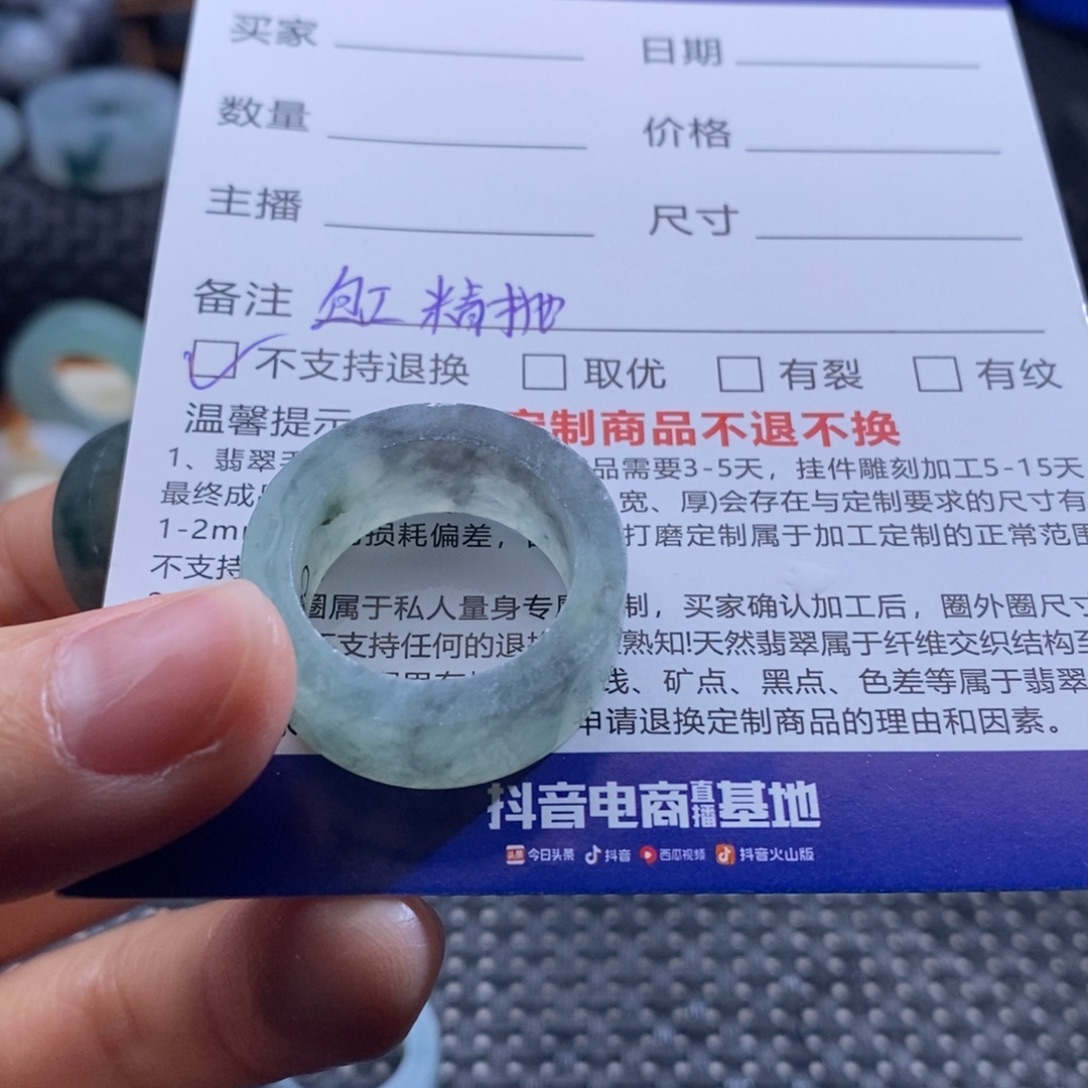 买家 日期
数量 价格
主播 尺寸
备注 包工精抛
不支持退换 取优 有裂 有纹
温馨提示 定制商品不退不换
1、翡翠 品需要3-5天，挂件雕刻加工5-15天
最终成 宽、厚)会存在与定制要求的尺寸有
1-2m 损耗偏差， 打磨定制属于加工定制的正常范围
不支持
圈属于私人量身专 制，买家确认加工后，圈外圈尺寸
支持任何的退 熟知!天然翡翠属于纤维交织结构至
线、矿点、黑点、色差等属于翡翠
申请退换定制商品的理由和因素。
抖音电商直播基地
头条 今日头条 抖音 西瓜视频 抖音火山版